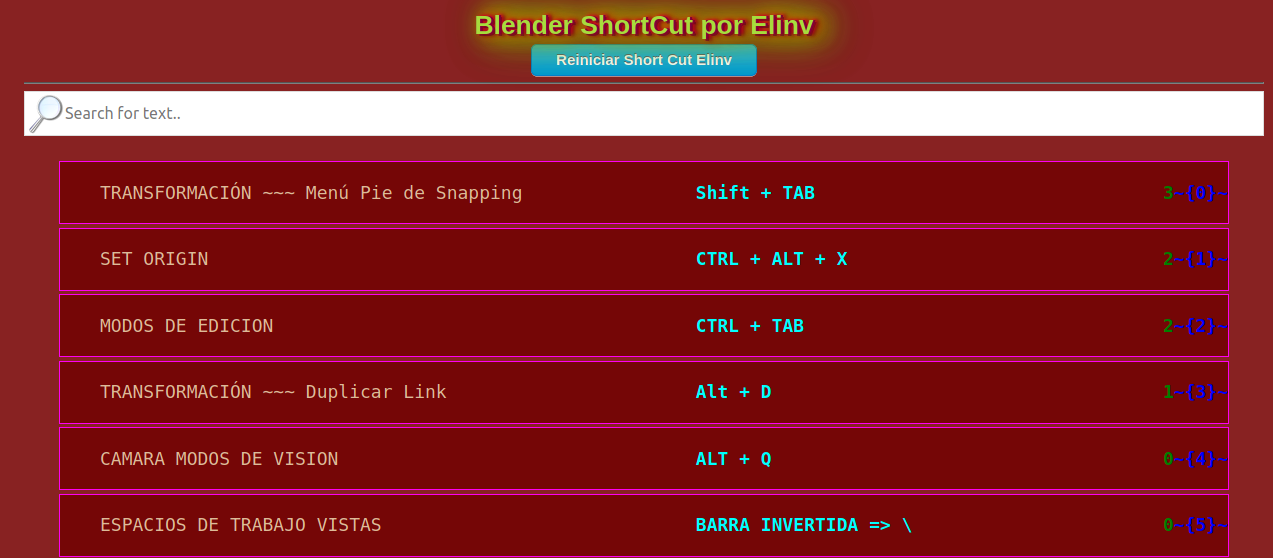 Blender ShortCut por Elinv
Reiniciar Short Cut Elinv
Search for text..
TRANSFORMACIÓN ~~~ Menú Pie de Snapping Shift + TAB 3~{0}~
SET ORIGIN CTRL + ALT + X 2~{1}~
MODOS DE EDICION CTRL + TAB 2~{2}~
TRANSFORMACIÓN ~~~ Duplicar Link Alt + D 1~{3}~
CAMARA MODOS DE VISION ALT + Q 0~{4}~
ESPACIOS DE TRABAJO VISTAS BARRA INVERTIDA => \ 0~{5}~